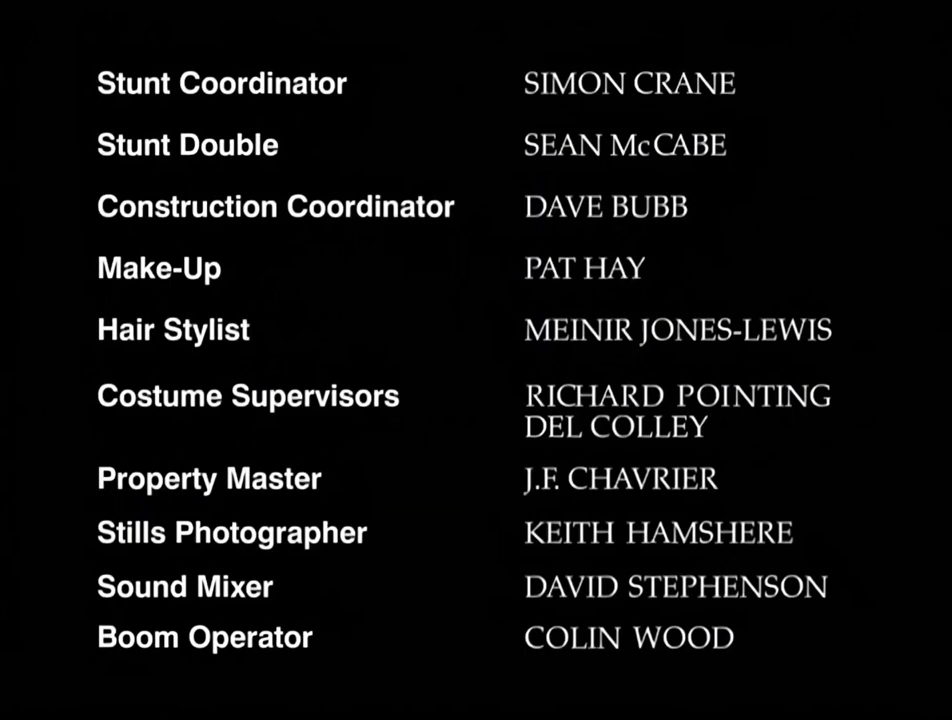 Stunt Coordinator SIMON CRANE
Stunt Double SEAN McCABE
Construction Coordinator DAVE BUBB
Make-Up PAT HAY
Hair Stylist MEINIR JONES-LEWIS
Costume Supervisors RICHARD POINTING
DEL COLLEY
Property Master J.F. CHAVRIER
Stills Photographer KEITH HAMSHERE
Sound Mixer DAVID STEPHENSON
Boom Operator COLIN WOOD